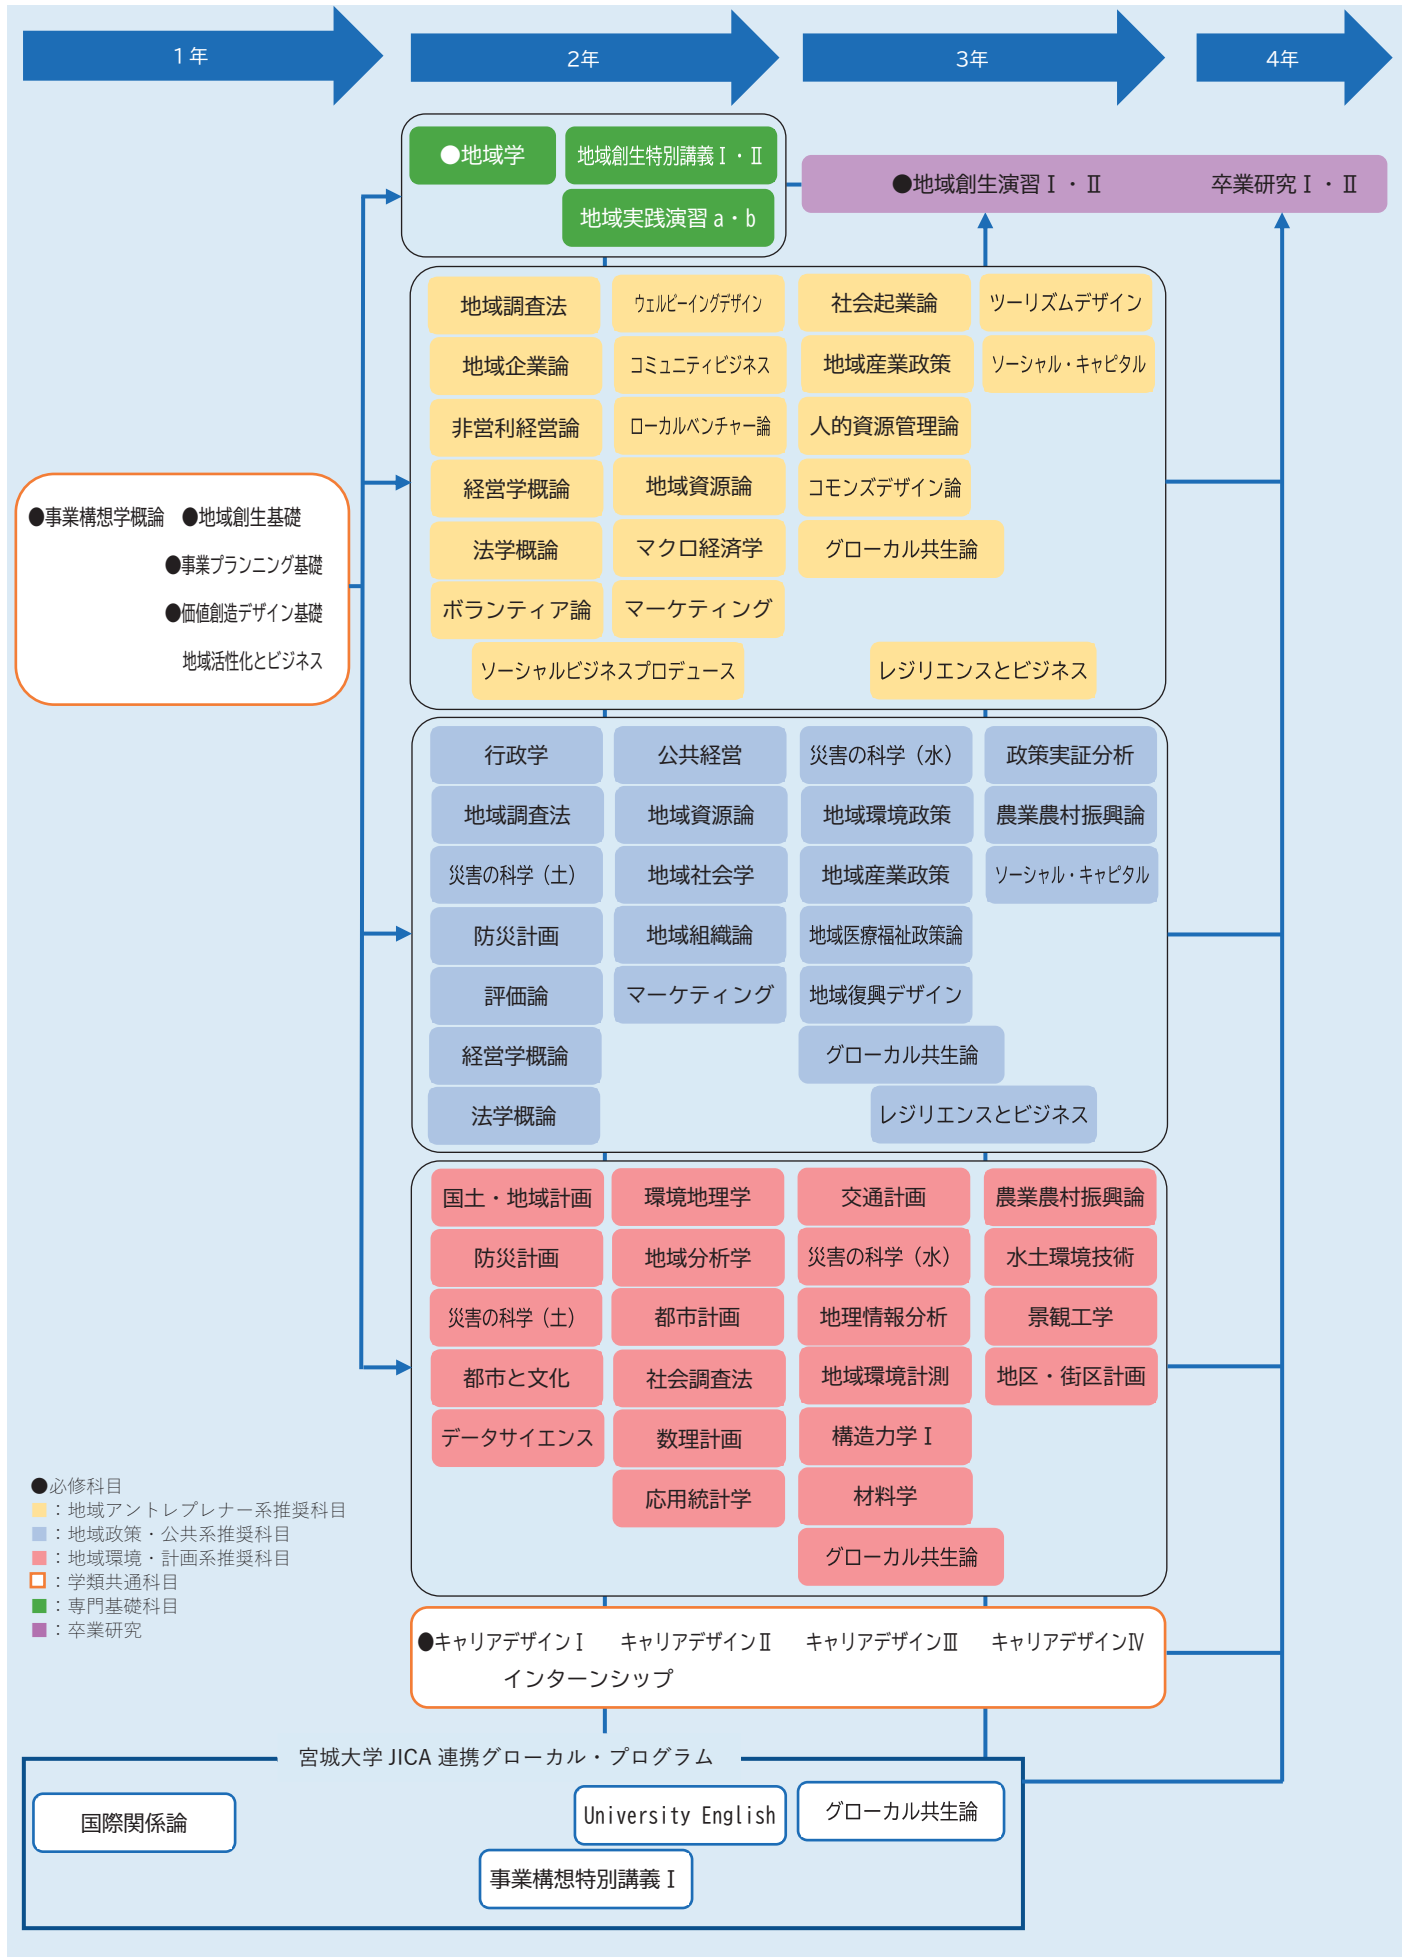 1年
2年
3年
4年
●地域学
地域創生特別講義Ⅰ・Ⅱ
地域実践演習 a・b
●地域創生演習Ⅰ・Ⅱ
卒業研究Ⅰ・Ⅱ
●事業構想学概論 ●地域創生基礎
●事業プランニング基礎
●価値創造デザイン基礎
地域活性化とビジネス
地域調査法
ウェルビーイングデザイン
社会起業論
ツーリズムデザイン
地域企業論
コミュニティビジネス
地域産業政策
ソーシャル・キャピタル
非営利経営論
ローカルベンチャー論
人的資源管理論
経営学概論
地域資源論
コモンズデザイン論
法学概論
マクロ経済学
グローカル共生論
ボランティア論
マーケティング
ソーシャルビジネスプロデュース
レジリエンスとビジネス
行政学
公共経営
災害の科学（水）
政策実証分析
地域調査法
地域資源論
地域環境政策
農業農村振興論
災害の科学（土）
地域社会学
地域産業政策
ソーシャル・キャピタル
防災計画
地域組織論
地域医療福祉政策論
評価論
マーケティング
地域復興デザイン
経営学概論
グローカル共生論
法学概論
レジリエンスとビジネス
国土・地域計画
環境地理学
交通計画
農業農村振興論
防災計画
地域分析学
災害の科学（水）
水土環境技術
災害の科学（土）
都市計画
地理情報分析
景観工学
都市と文化
社会調査法
地域環境計測
地区・街区計画
データサイエンス
数理計画
構造力学Ⅰ
応用統計学
材料学
グローカル共生論
●必修科目
：地域アントレプレナー系推奨科目
：地域政策・公共系推奨科目
：地域環境・計画系推奨科目
：学類共通科目
：専門基礎科目
：卒業研究
●キャリアデザインⅠ
キャリアデザインⅡ
キャリアデザインⅢ
キャリアデザインⅣ
インターンシップ
宮城大学 JICA 連携グローカル・プログラム
国際関係論
University English
グローカル共生論
事業構想特別講義Ⅰ